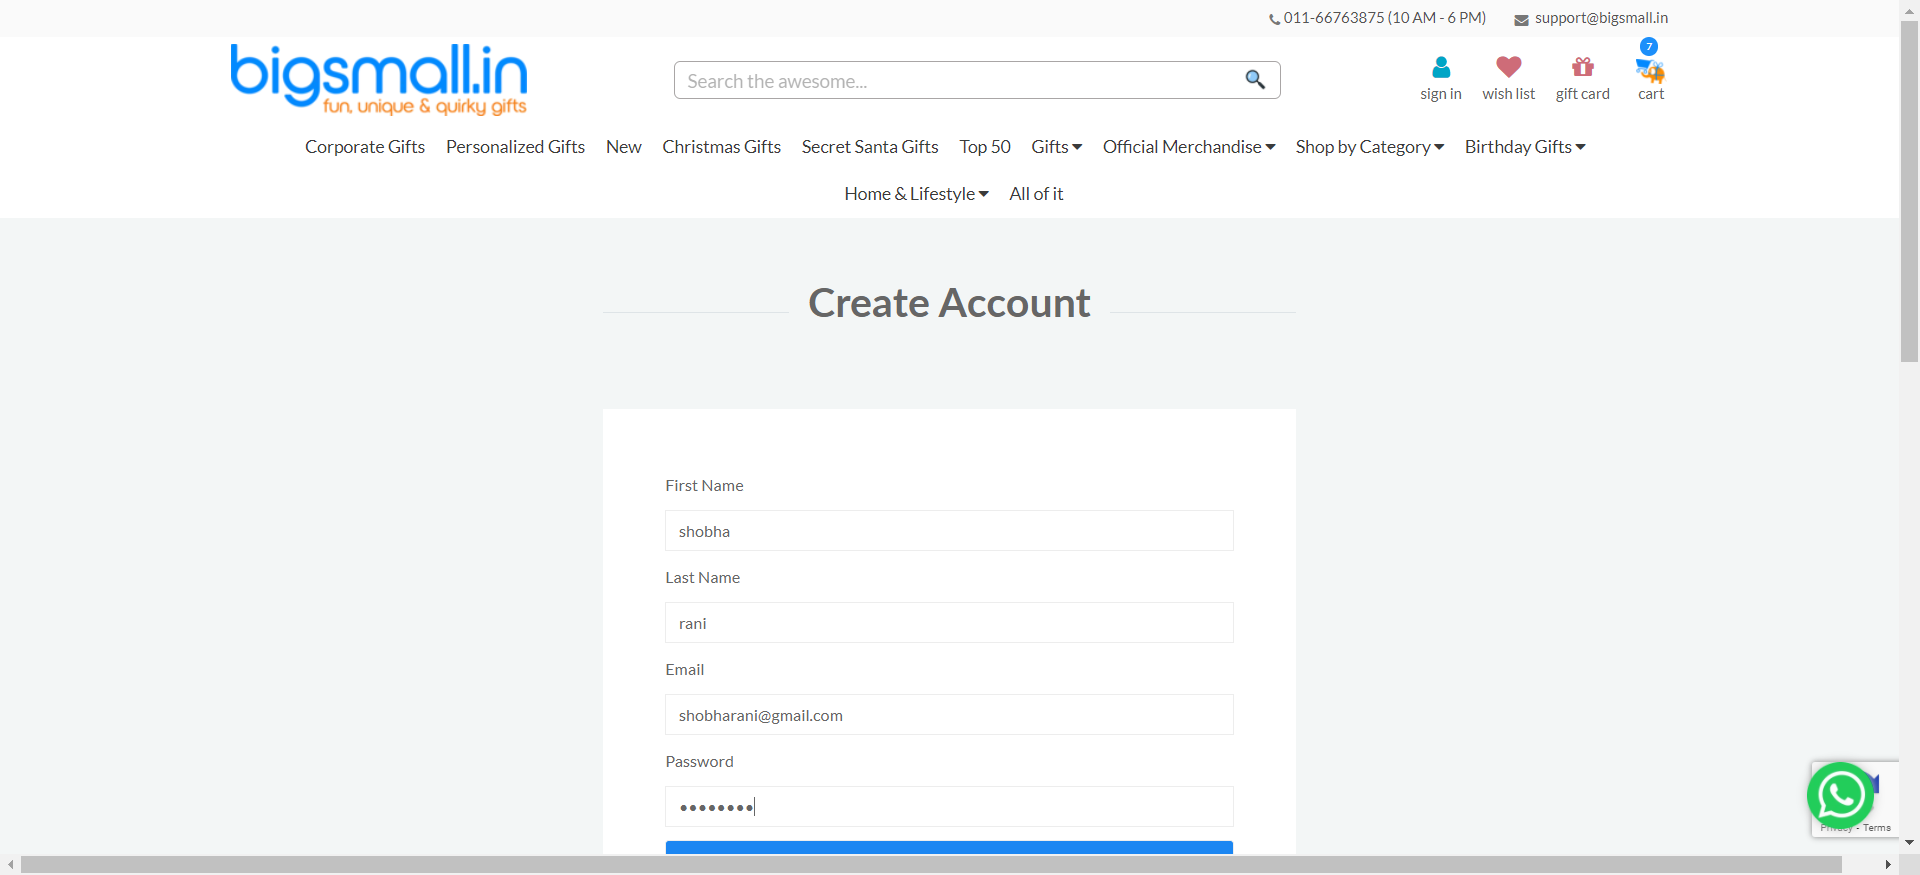 011-66763875 (10 AM - 6 PM) support@bigsmall.in
bigsmall.in
fun, unique & quirky gifts
Search the awesome...
7
sign in wish list gift card cart
Corporate Gifts Personalized Gifts New Christmas Gifts Secret Santa Gifts Top 50 Gifts Official Merchandise Shop by Category Birthday Gifts
Home & Lifestyle All of it
Create Account
First Name
shobha
Last Name
rani
Email
shobharani@gmail.com
Password
••••••••
Privacy - Terms